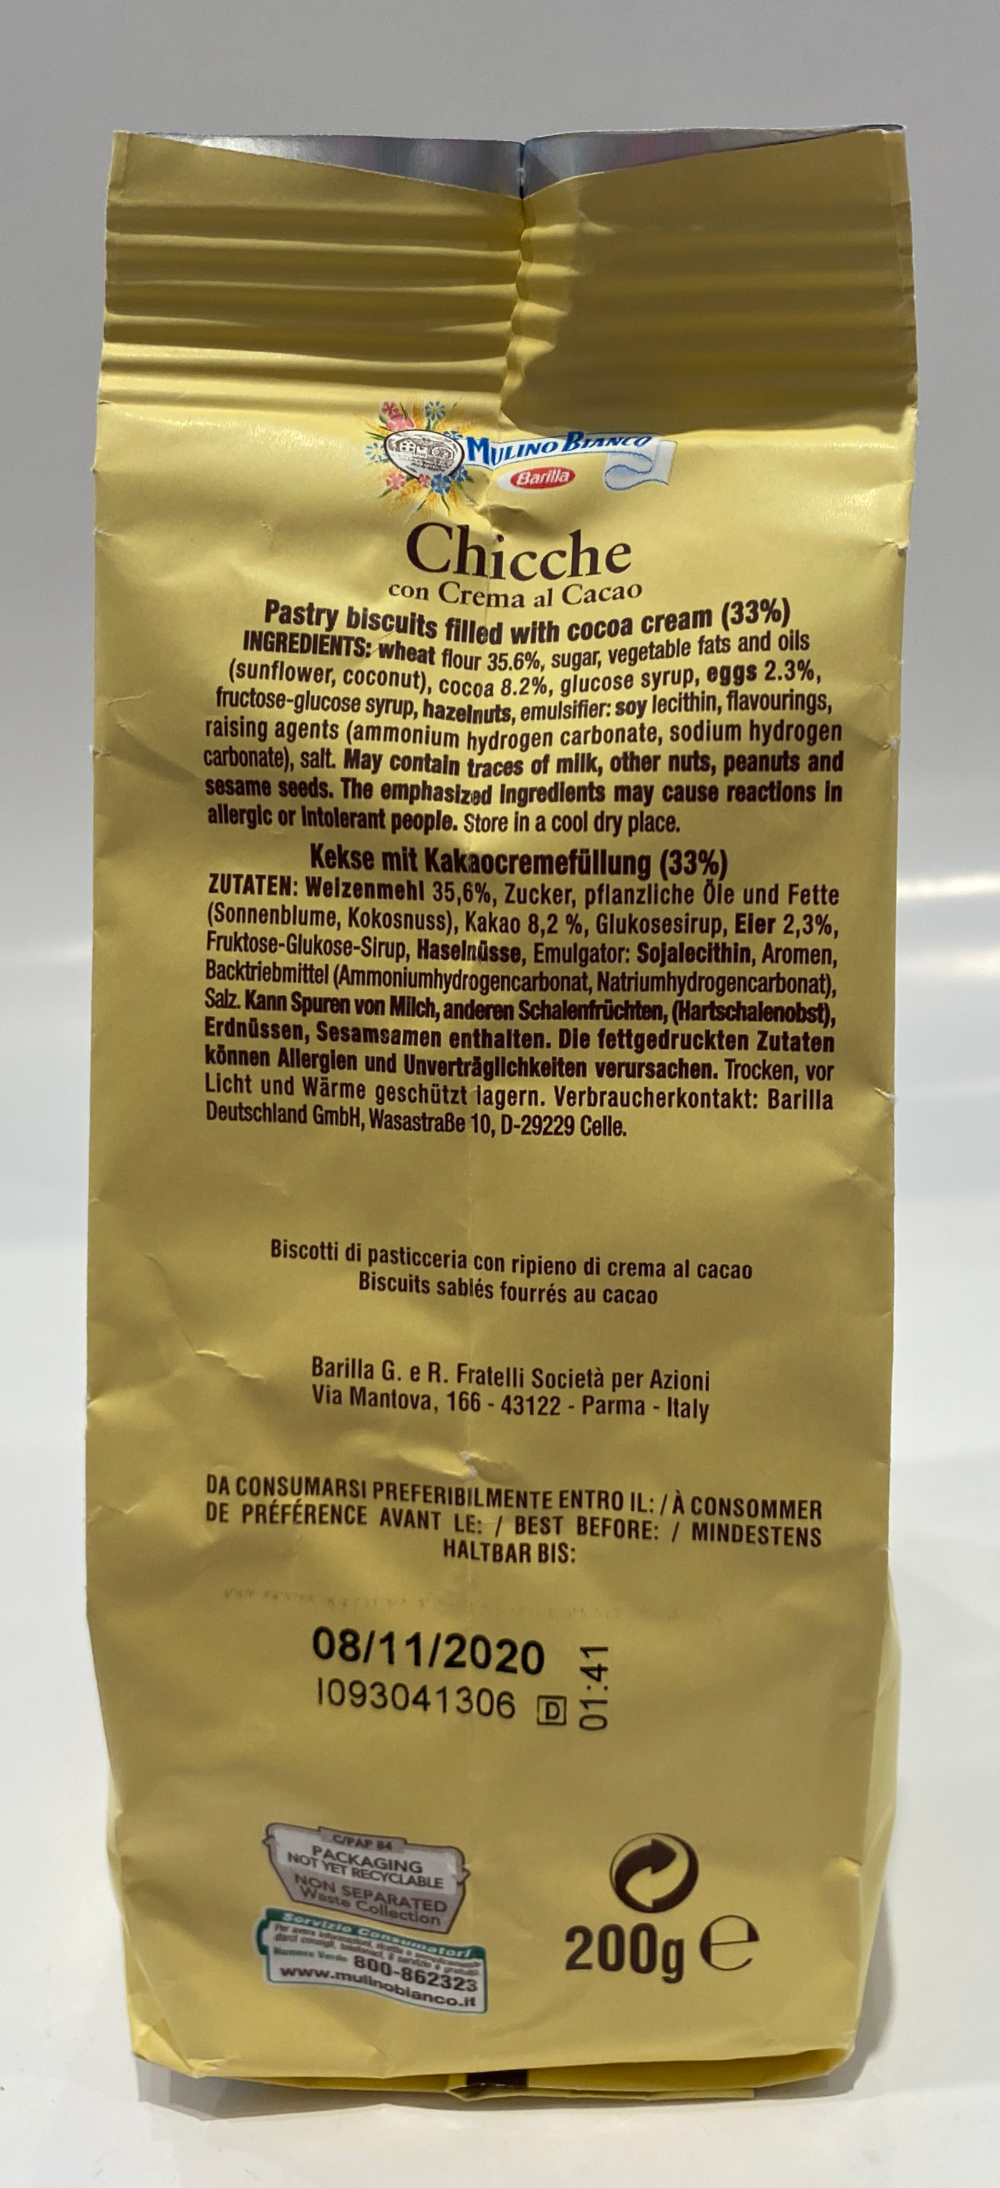 MULINO BIANCO
Barilla
Chicche
con Crema al Cacao
Pastry biscuits filled with cocoa cream (33%)
INGREDIENTS: wheat flour 35.6%, sugar, vegetable fats and oils
(sunflower, coconut), cocoa 8.2%, glucose syrup, eggs 2.3%,
fructose-glucose syrup, hazelnuts, emulsifier: soy lecithin, flavourings,
raising agents (ammonium hydrogen carbonate, sodium hydrogen
carbonate), salt. May contain traces of milk, other nuts, peanuts and
sesame seeds. The emphasized ingredients may cause reactions in
allergic or intolerant people. Store in a cool dry place.
Kekse mit Kakaocremefüllung (33%)
ZUTATEN: Weizenmehl 35,6%, Zucker, pflanzliche Öle und Fette
(Sonnenblume, Kokosnuss), Kakao 8,2 %, Glukosesirup, Eier 2,3%,
Fruktose-Glukose-Sirup, Haselnüsse, Emulgator: Sojalecithin, Aromen,
Backtriebmittel (Ammoniumhydrogencarbonat, Natriumhydrogencarbonat),
Salz. Kann Spuren von Milch, anderen Schalenfrüchten, (Hartschalenobst),
Erdnüssen, Sesamsamen enthalten. Die fettgedruckten Zutaten
können Allergien und Unverträglichkeiten verursachen. Trocken, vor
Licht und Wärme geschützt lagern. Verbraucherkontakt: Barilla
Deutschland GmbH, Wasastraße 10, D-29229 Celle.
Biscotti di pasticceria con ripieno di crema al cacao
Biscuits sablés fourrés au cacao
Barilla G. e R. Fratelli Società per Azioni
Via Mantova, 166 - 43122 - Parma - Italy
DA CONSUMARSI PREFERIBILMENTE ENTRO IL: / À CONSOMMER
DE PRÉFÉRENCE AVANT LE: / BEST BEFORE: / MINDESTENS
HALTBAR BIS:
08/11/2020
I093041306 D
01:41
C/PAP 84
PACKAGING
NOT YET RECYCLABLE
NON SEPARATED
Waste Collection
Servizio Consumatori
Numero Verde 800-862323
www.mulinobianco.it
200g e